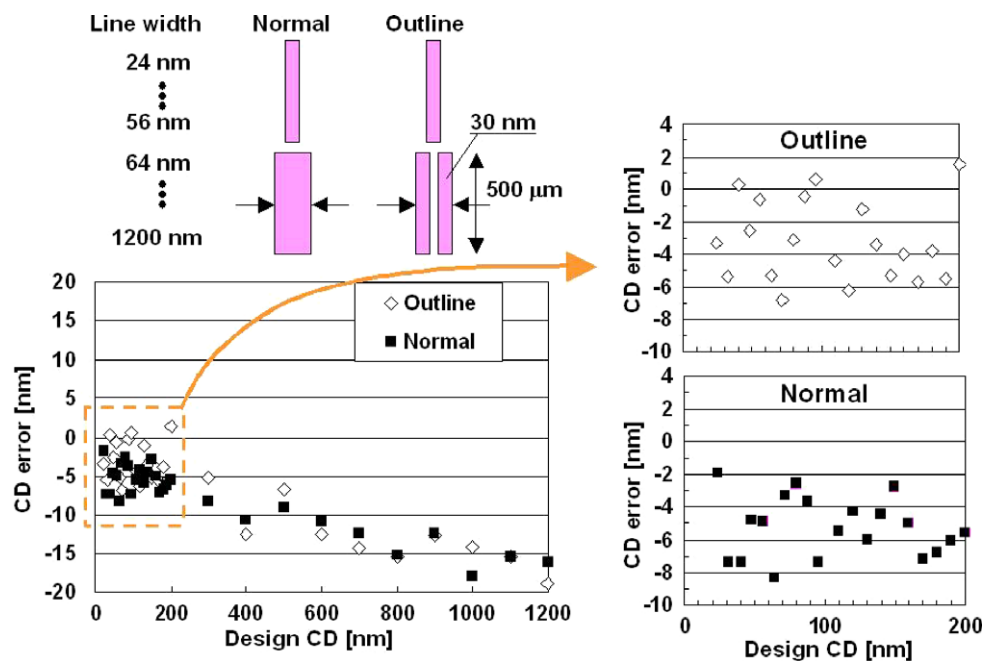 Line width Normal Outline
24 nm
56 nm
30 nm
64 nm
500 μm
1200 nm
20
15
10
5
0
-5
-10
-15
-20
CD error [nm]
Outline
Normal
0 200 400 600 800 1000 1200
Design CD [nm]
Outline
4
2
0
-2
-4
-6
-8
-10
CD error [nm]
Normal
4
2
0
-2
-4
-6
-8
-10
CD error [nm]
0 100 200
Design CD [nm]